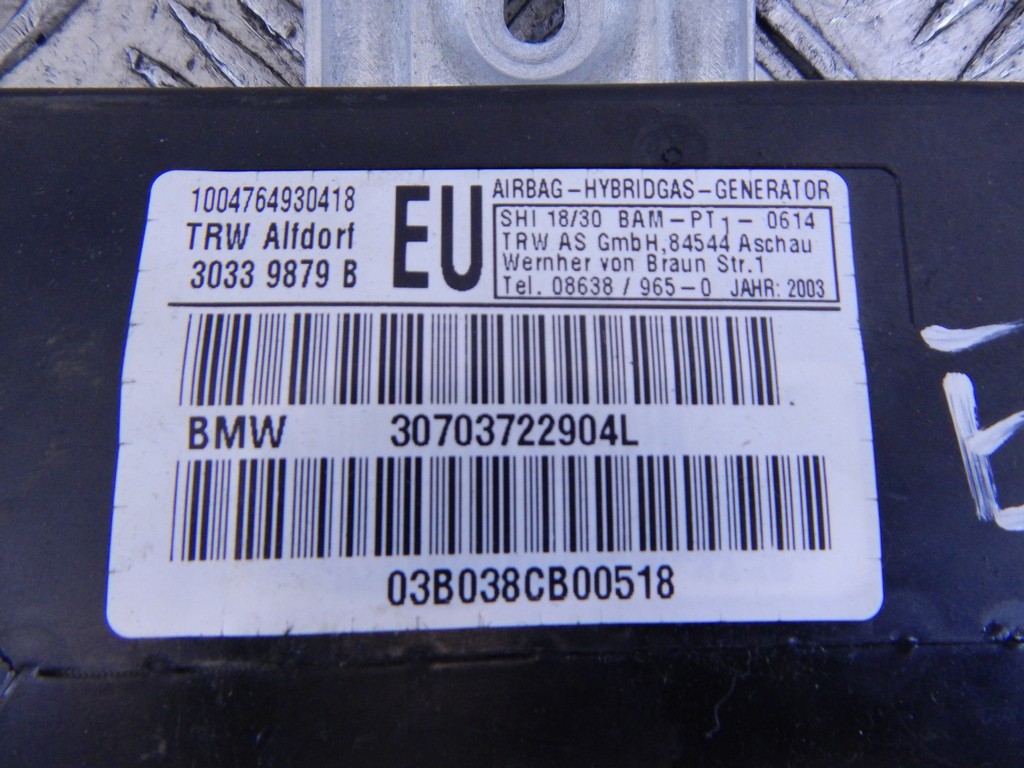 1004764930418
TRW Alfdorf
3033 9879 B
EU
AIRBAG-HYBRIDGAS-GENERATOR
SHI 18/30 BAM-PT1- 0614
TRW AS GmbH,84544 Aschau
Wernher von Braun Str.1
Tel. 08638 / 965-0 JAHR: 2003
BMW 30703722904L
03B038CB00518